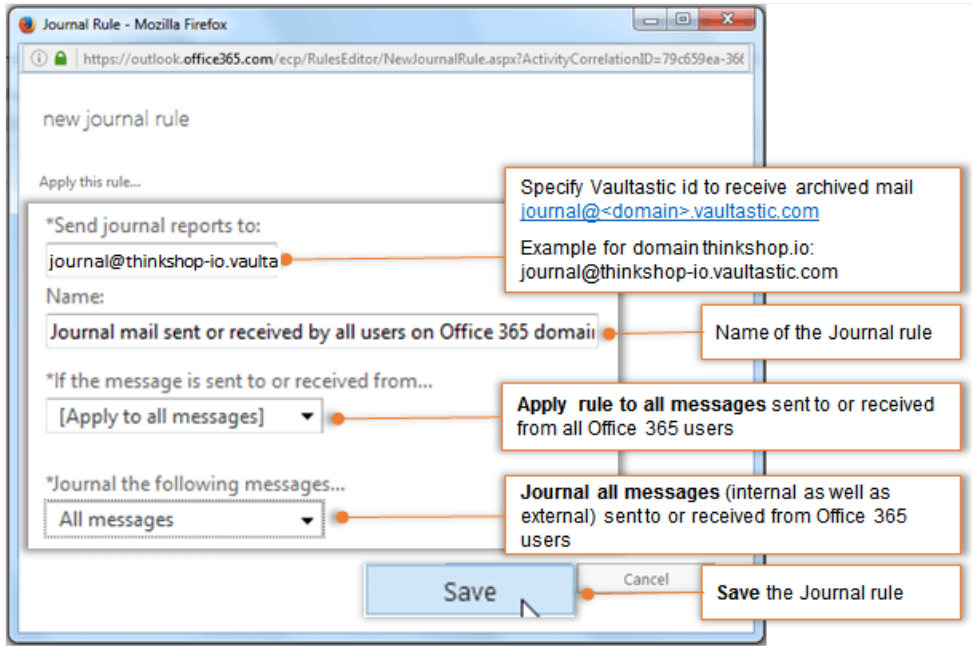 Journal Rule - Mozilla Firefox
https://outlook.office365.com/ecp/RulesEditor/NewJournalRule.aspx?ActivityCorrelationID=79c659ea-366
new journal rule
Apply this rule...
*Send journal reports to:
journal@thinkshop-io.vaulta
Specify Vaultastic id to receive archived mail
journal@<domain>.vaultastic.com
Example for domain thinkshop.io:
journal@thinkshop-io.vaultastic.com
Name:
Journal mail sent or received by all users on Office 365 domain
Name of the Journal rule
*If the message is sent to or received from...
[Apply to all messages]
Apply rule to all messages sent to or received
from all Office 365 users
*Journal the following messages...
All messages
Journal all messages (internal as well as
external) sent to or received from Office 365
users
Save
Cancel
Save the Journal rule